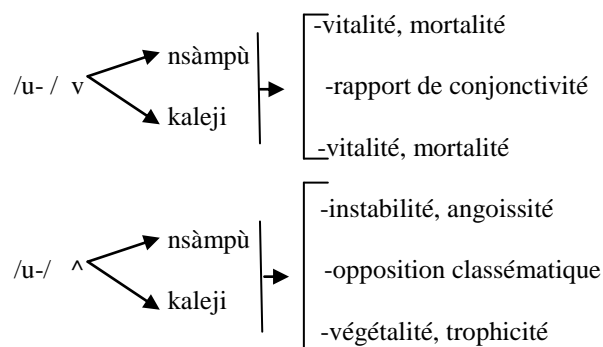 -vitalité, mortalité
nsàmpù
/u- / v
-rapport de conjonctivité
kaleji
-vitalité, mortalité
-instabilité, angoissité
nsàmpù
/u-/ ^
-opposition classématique
kaleji
-végétalité, trophicité